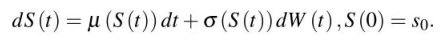 dS(t) = μ(S(t))dt + σ(S(t))dW(t), S(0) = s₀.